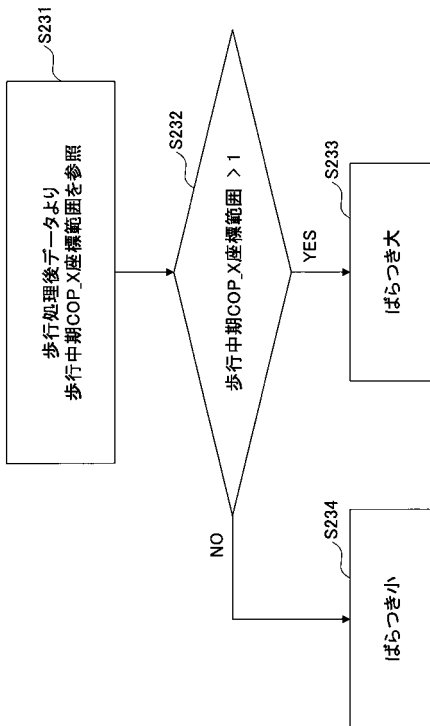 S231
歩行処理後データより
歩行中期COP_X座標範囲を参照
S232
歩行中期COP_X座標範囲 > 1
NO
YES
S234
ばらつき小
S233
ばらつき大